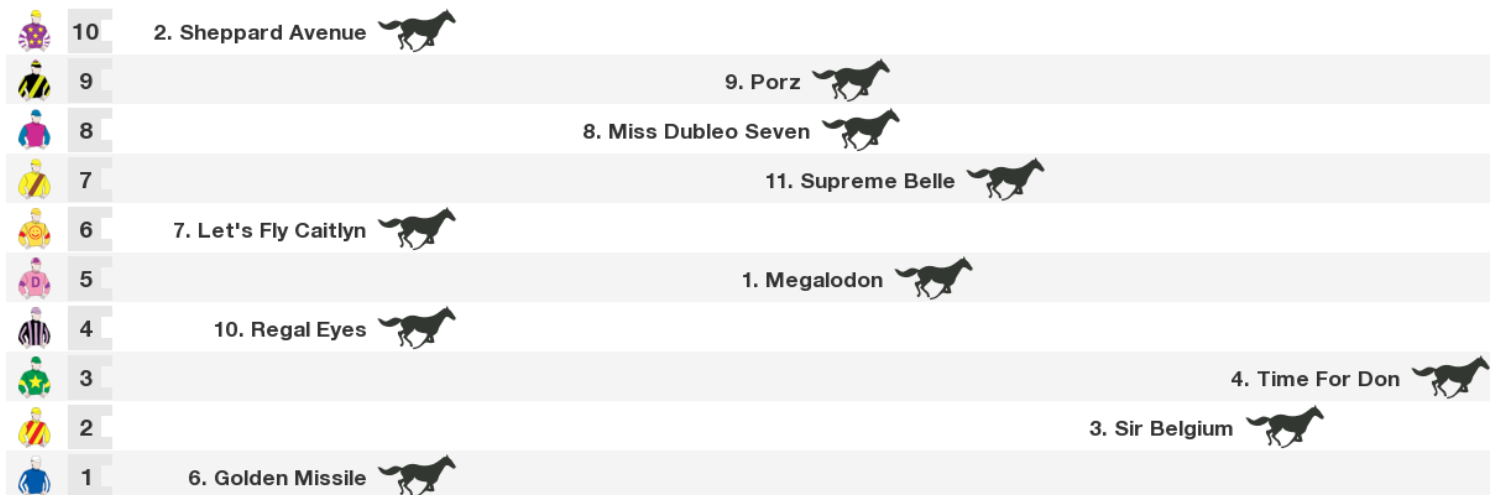 10 2. Sheppard Avenue
9 9. Porz
8 8. Miss Dubleo Seven
7 11. Supreme Belle
6 7. Let's Fly Caitlyn
D 5 1. Megalodon
4 10. Regal Eyes
3 4. Time For Don
2 3. Sir Belgium
1 6. Golden Missile